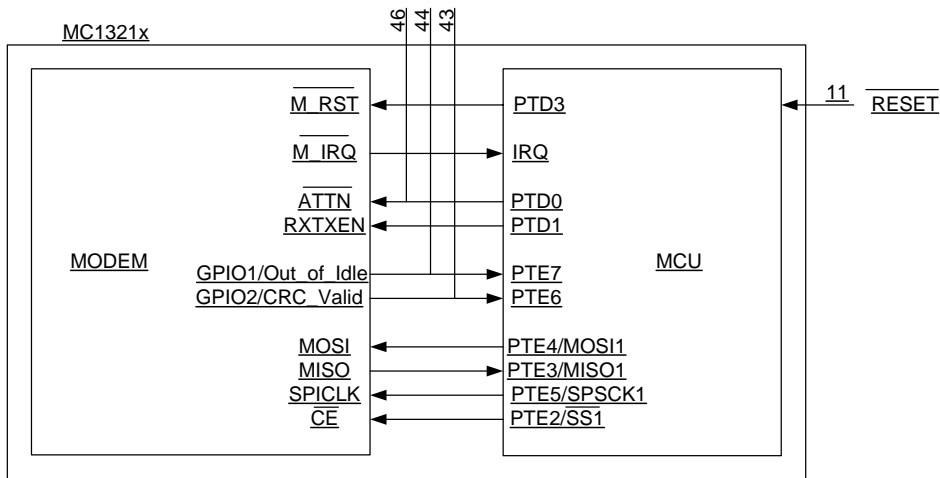 46 44 43
MC1321x
M_RST PTD3 11 RESET
M_IRQ IRQ
ATTN PTD0
RXTXEN PTD1
MODEM MCU
GPIO1/Out_of_Idle PTE7
GPIO2/CRC_Valid PTE6
MOSI PTE4/MOSI1
MISO PTE3/MISO1
SPICLK PTE5/SPSCK1
CE PTE2/SS1